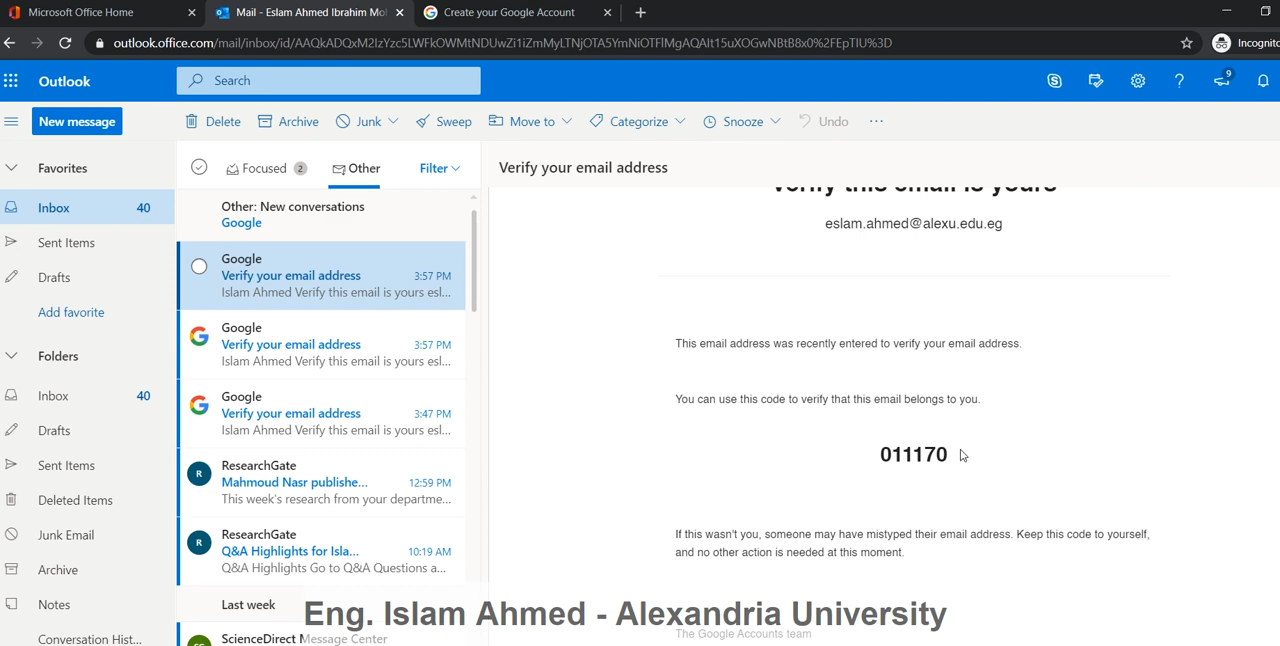 Microsoft Office Home
Mail - Eslam Ahmed Ibrahim Mo
Create your Google Account
outlook.office.com/mail/inbox/id/AAQkADQxM2IzYzc5LWFkOWMtNDUwZi1iZmMyLTNjOTA5YmNiOTFlMgAQAIt15uXOGwNBtB8x0%2FEpTIU%3D
Incognito
Outlook
Search
9
New message
Delete
Archive
Junk
Sweep
Move to
Categorize
Snooze
Undo
Favorites
Inbox 40
Sent Items
Drafts
Add favorite
Folders
Inbox 40
Drafts
Sent Items
Deleted Items
Junk Email
Archive
Notes
Conversation Hist...
Focused 2
Other
Filter
Other: New conversations
Google
Google
Verify your email address 3:57 PM
Islam Ahmed Verify this email is yours esl...
Google
Verify your email address 3:57 PM
Islam Ahmed Verify this email is yours esl...
Google
Verify your email address 3:47 PM
Islam Ahmed Verify this email is yours esl...
R
ResearchGate
Mahmoud Nasr publishe... 12:59 PM
This week's research from your departme...
R
ResearchGate
Q&A Highlights for Isla... 10:19 AM
Q&A Highlights Go to Q&A Questions a...
Last week
ScienceDirect Message Center
Verify your email address
verify this email is yours
eslam.ahmed@alexu.edu.eg
This email address was recently entered to verify your email address.
You can use this code to verify that this email belongs to you.
011170
If this wasn't you, someone may have mistyped their email address. Keep this code to yourself,
and no other action is needed at this moment.
Eng. Islam Ahmed - Alexandria University
The Google Accounts team